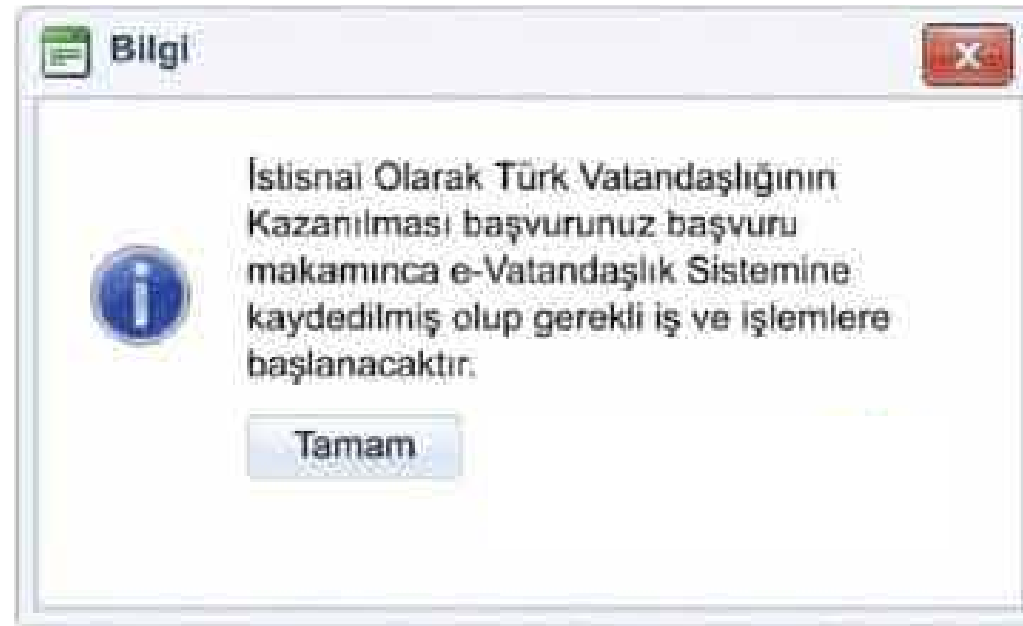 Bilgi
x
İstisnai Olarak Türk Vatandaşlığının
Kazanılması başvurunuz başvuru
makamınca e-Vatandaşlık Sistemine
kaydedilmiş olup gerekli iş ve işlemlere
başlanacaktır.
Tamam